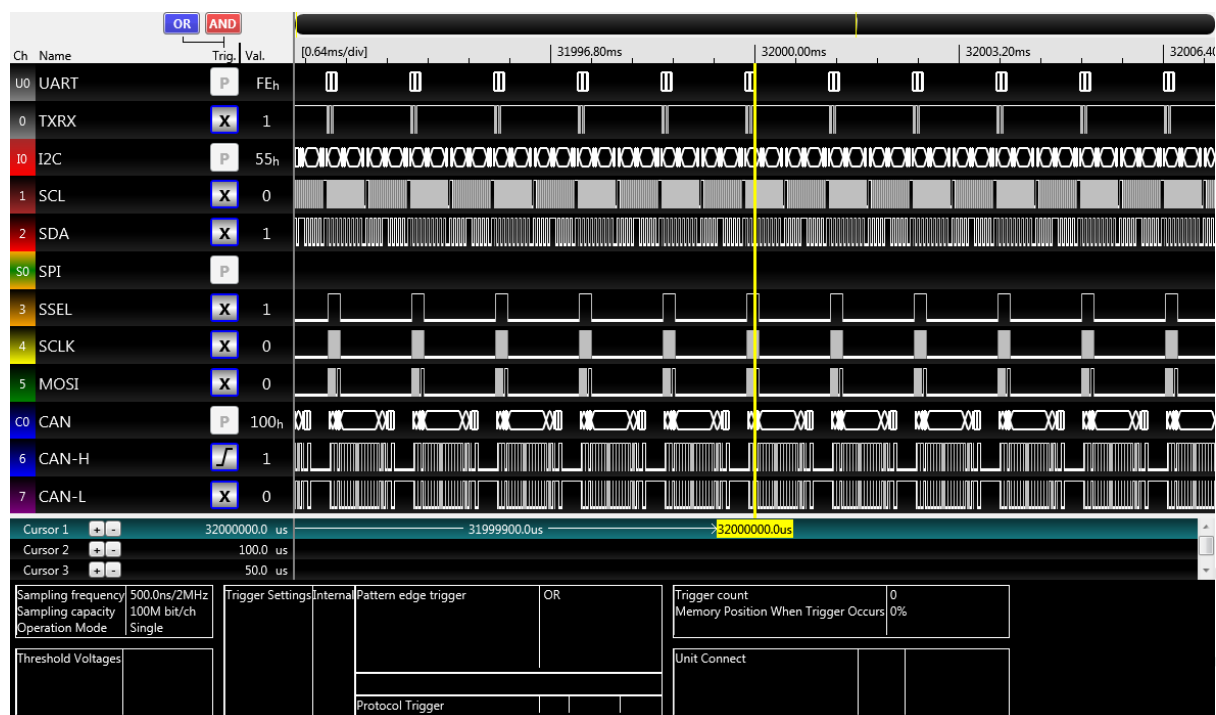 OR AND
Ch Name Trig. Val. [0.64ms/div] 31996.80ms 32000.00ms 32003.20ms 32006.40
U0 UART P FEh
0 TXRX X 1
I0 I2C P 55h
1 SCL X 0
2 SDA X 1
S0 SPI P
3 SSEL X 1
4 SCLK X 0
5 MOSI X 0
C0 CAN P 100h
6 CAN-H 1
7 CAN-L X 0
Cursor 1 + - 32000000.0 us 31999900.0us 32000000.0us
Cursor 2 + - 100.0 us
Cursor 3 + - 50.0 us
Sampling frequency 500.0ns/2MHz Trigger Settings Internal Pattern edge trigger OR Trigger count 0
Sampling capacity 100M bit/ch Memory Position When Trigger Occurs 0%
Operation Mode Single
Threshold Voltages Unit Connect
Protocol Trigger